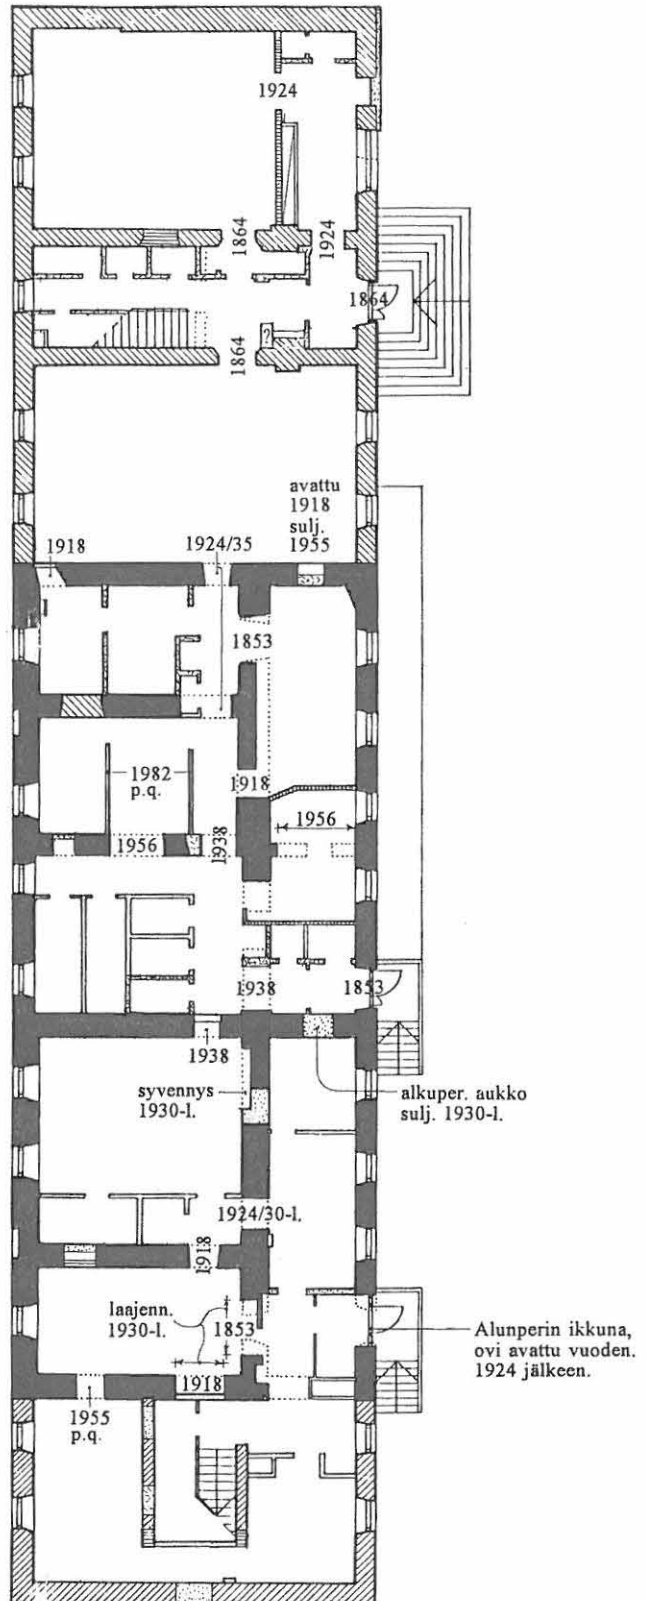 1924
1864
1924
1864
?
1864
avattu
1918
sulj.
1955
1918
1924/35
1853
1982
p.q.
1918
1956
1956
1938
1938
1853
1938
syvennys
1930-l.
alkuper. aukko
sulj. 1930-l.
1924/30-l.
1918
laajenn.
1930-l.
1853
Alunperin ikkuna,
ovi avattu vuoden.
1924 jälkeen.
1918
1955
p.q.